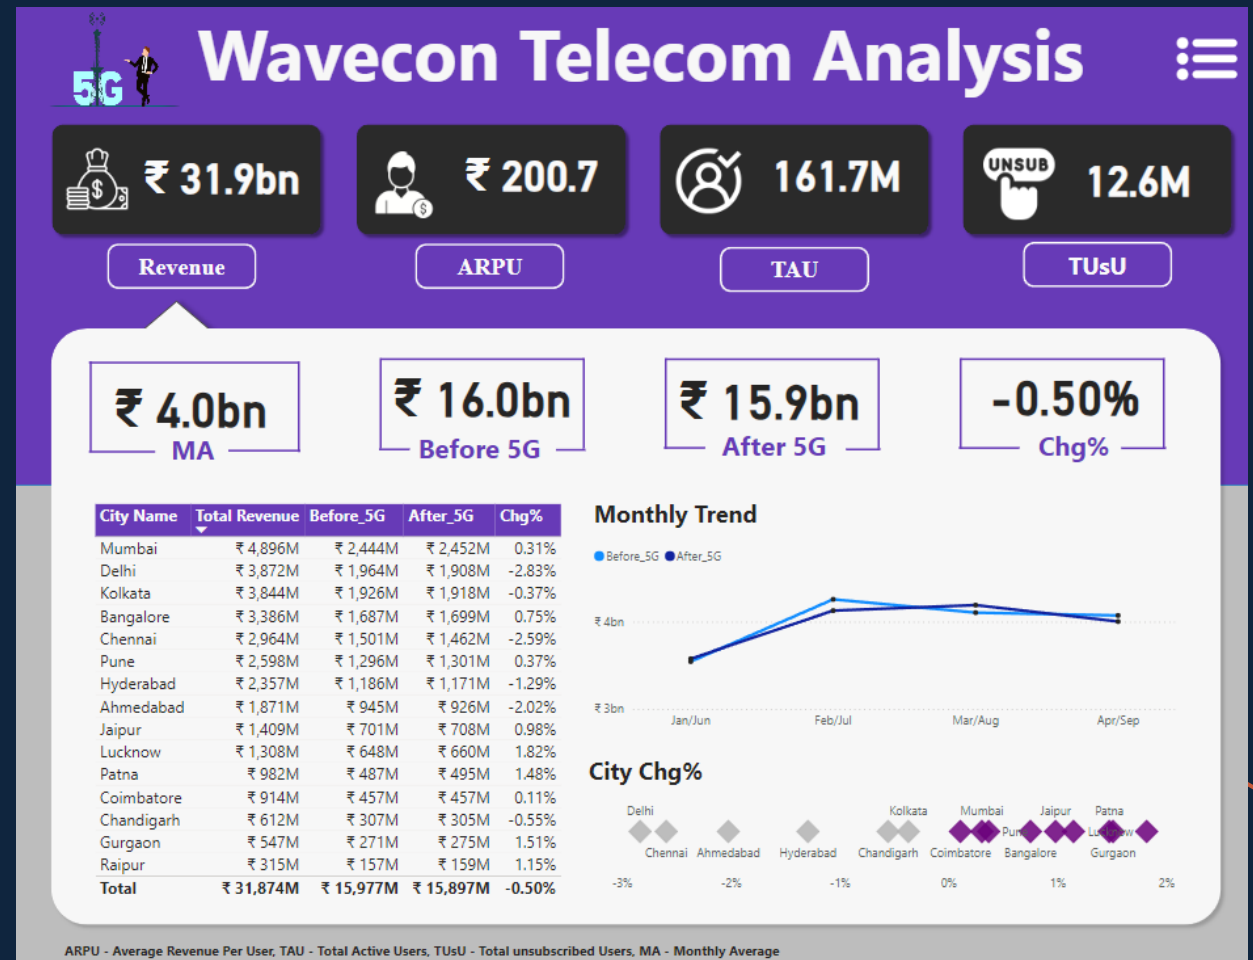 5G
Wavecon Telecom Analysis
₹ 31.9bn
₹ 200.7
161.7M
UNSUB
12.6M
Revenue
ARPU
TAU
TUsU
₹ 4.0bn
MA
₹ 16.0bn
Before 5G
₹ 15.9bn
After 5G
-0.50%
Chg%
City Name Total Revenue Before_5G After_5G Chg%
Mumbai ₹ 4,896M ₹ 2,444M ₹ 2,452M 0.31%
Delhi ₹ 3,872M ₹ 1,964M ₹ 1,908M -2.83%
Kolkata ₹ 3,844M ₹ 1,926M ₹ 1,918M -0.37%
Bangalore ₹ 3,386M ₹ 1,687M ₹ 1,699M 0.75%
Chennai ₹ 2,964M ₹ 1,501M ₹ 1,462M -2.59%
Pune ₹ 2,598M ₹ 1,296M ₹ 1,301M 0.37%
Hyderabad ₹ 2,357M ₹ 1,186M ₹ 1,171M -1.29%
Ahmedabad ₹ 1,871M ₹ 945M ₹ 926M -2.02%
Jaipur ₹ 1,409M ₹ 701M ₹ 708M 0.98%
Lucknow ₹ 1,308M ₹ 648M ₹ 660M 1.82%
Patna ₹ 982M ₹ 487M ₹ 495M 1.48%
Coimbatore ₹ 914M ₹ 457M ₹ 457M 0.11%
Chandigarh ₹ 612M ₹ 307M ₹ 305M -0.55%
Gurgaon ₹ 547M ₹ 271M ₹ 275M 1.51%
Raipur ₹ 315M ₹ 157M ₹ 159M 1.15%
Total ₹ 31,874M ₹ 15,977M ₹ 15,897M -0.50%
Monthly Trend
Before_5G After_5G
₹ 4bn
₹ 3bn
Jan/Jun Feb/Jul Mar/Aug Apr/Sep
City Chg%
Delhi Kolkata Mumbai Jaipur Patna
Pune Lucknow
Chennai Ahmedabad Hyderabad Chandigarh Coimbatore Bangalore Gurgaon
-3% -2% -1% 0% 1% 2%
ARPU - Average Revenue Per User, TAU - Total Active Users, TUsU - Total unsubscribed Users, MA - Monthly Average